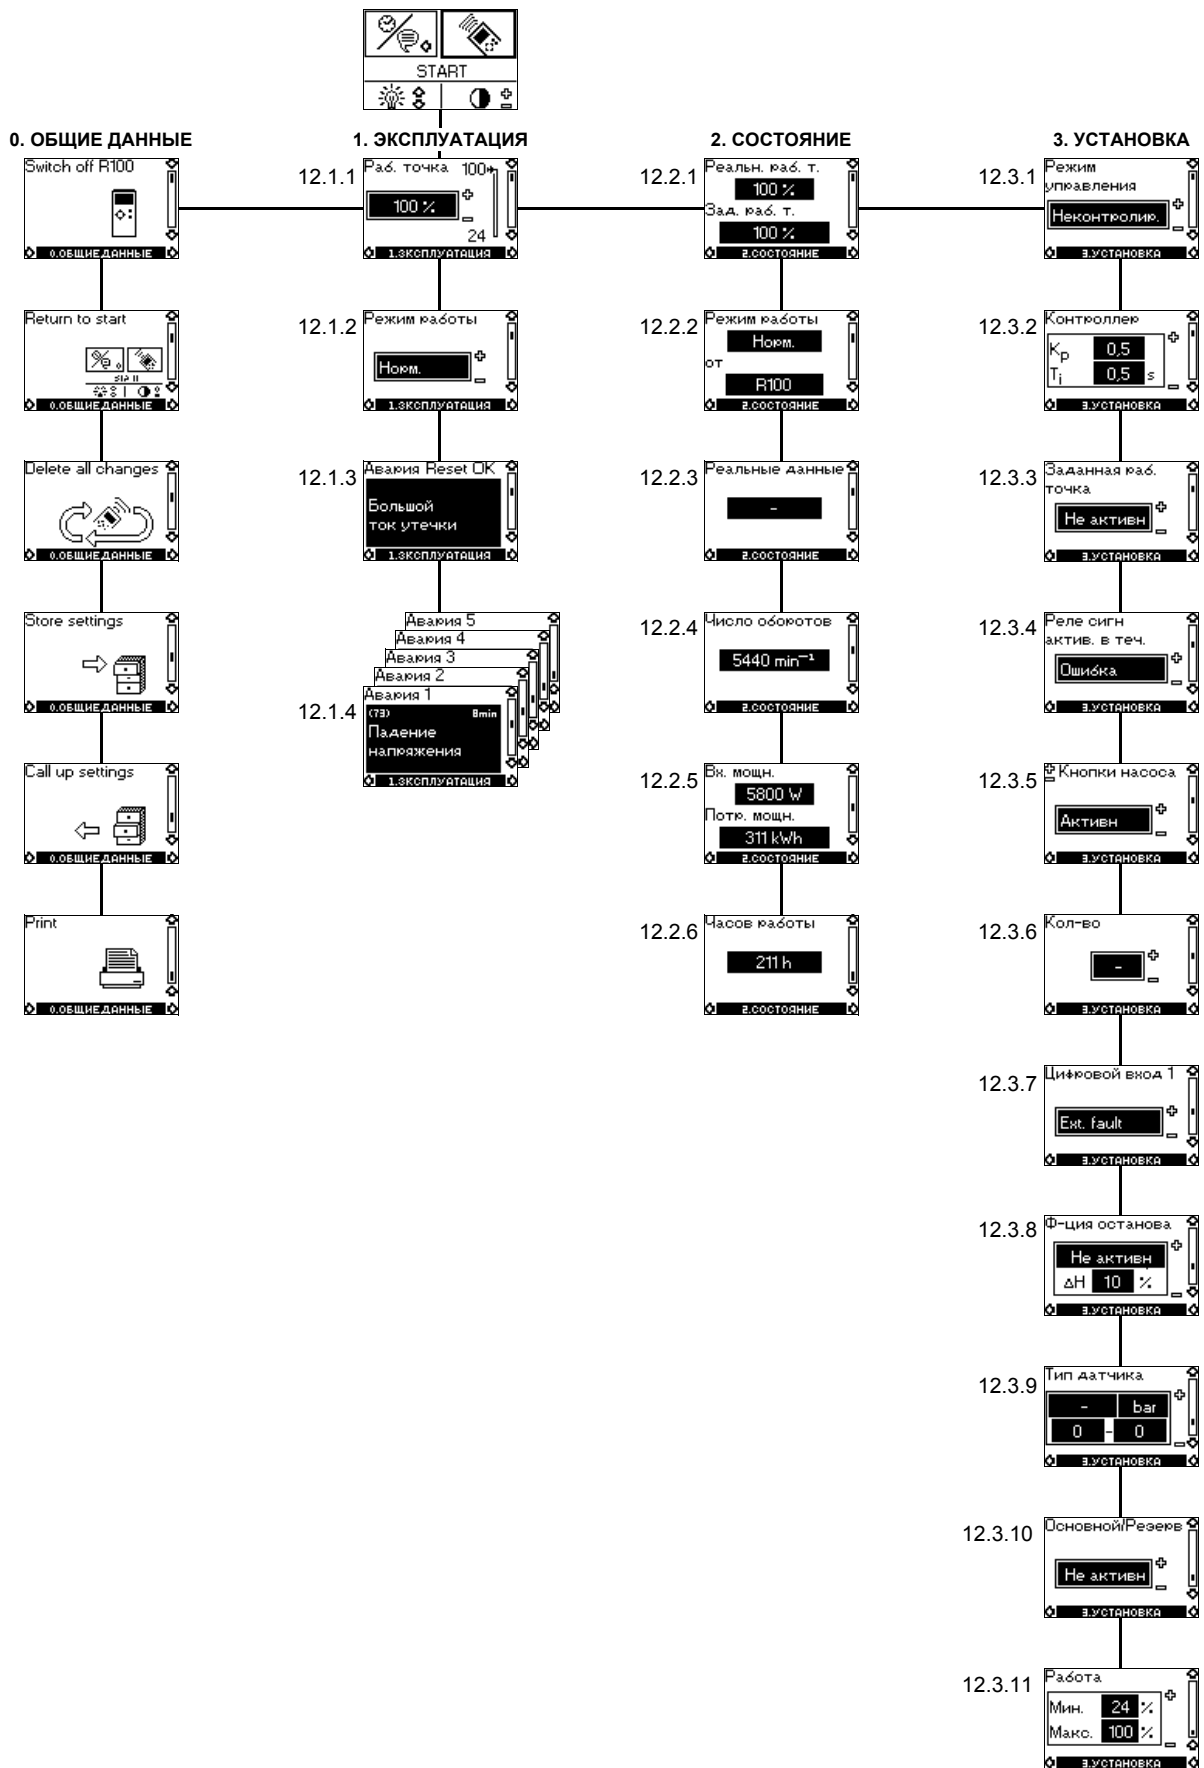 START
0. ОБЩИЕ ДАННЫЕ
Switch off R100
0.ОБЩИЕ ДАННЫЕ
Return to start
START
0.ОБЩИЕ ДАННЫЕ
Delete all changes
0.ОБЩИЕ ДАННЫЕ
Store settings
0.ОБЩИЕ ДАННЫЕ
Call up settings
0.ОБЩИЕ ДАННЫЕ
Print
0.ОБЩИЕ ДАННЫЕ
1. ЭКСПЛУАТАЦИЯ
12.1.1
Раб. точка
100
100 %
24
1.ЭКСПЛУАТАЦИЯ
12.1.2
Режим работы
Норм.
1.ЭКСПЛУАТАЦИЯ
12.1.3
Авария Reset OK
Большой
ток утечки
1.ЭКСПЛУАТАЦИЯ
12.1.4
Авария 5
Авария 4
Авария 3
Авария 2
Авария 1
(73) 8min
Падение
напряжения
1.ЭКСПЛУАТАЦИЯ
2. СОСТОЯНИЕ
12.2.1
Реальн. раб. т.
100 %
Зад. раб. т.
100 %
2.СОСТОЯНИЕ
12.2.2
Режим работы
Норм.
от
R100
2.СОСТОЯНИЕ
12.2.3
Реальные данные
-
2.СОСТОЯНИЕ
12.2.4
Число оборотов
5440 min⁻¹
2.СОСТОЯНИЕ
12.2.5
Вх. мощн.
5800 W
Потр. мощн.
311 kWh
2.СОСТОЯНИЕ
12.2.6
Часов работы
211 h
2.СОСТОЯНИЕ
3. УСТАНОВКА
12.3.1
Режим
управления
Неконтролир.
3.УСТАНОВКА
12.3.2
Контроллер
Kp 0,5
Ti 0,5 s
3.УСТАНОВКА
12.3.3
Заданная раб.
точка
Не активн
3.УСТАНОВКА
12.3.4
Реле сигн
актив. в теч.
Ошибка
3.УСТАНОВКА
12.3.5
Кнопки насоса
Активн
3.УСТАНОВКА
12.3.6
Кол-во
-
3.УСТАНОВКА
12.3.7
Цифровой вход 1
Ext. fault
3.УСТАНОВКА
12.3.8
Ф-ция останова
Не активн
ΔH 10 %
3.УСТАНОВКА
12.3.9
Тип датчика
- bar
0 - 0
3.УСТАНОВКА
12.3.10
Основной/Резерв
Не активн
3.УСТАНОВКА
12.3.11
Работа
Мин. 24 %
Макс. 100 %
3.УСТАНОВКА